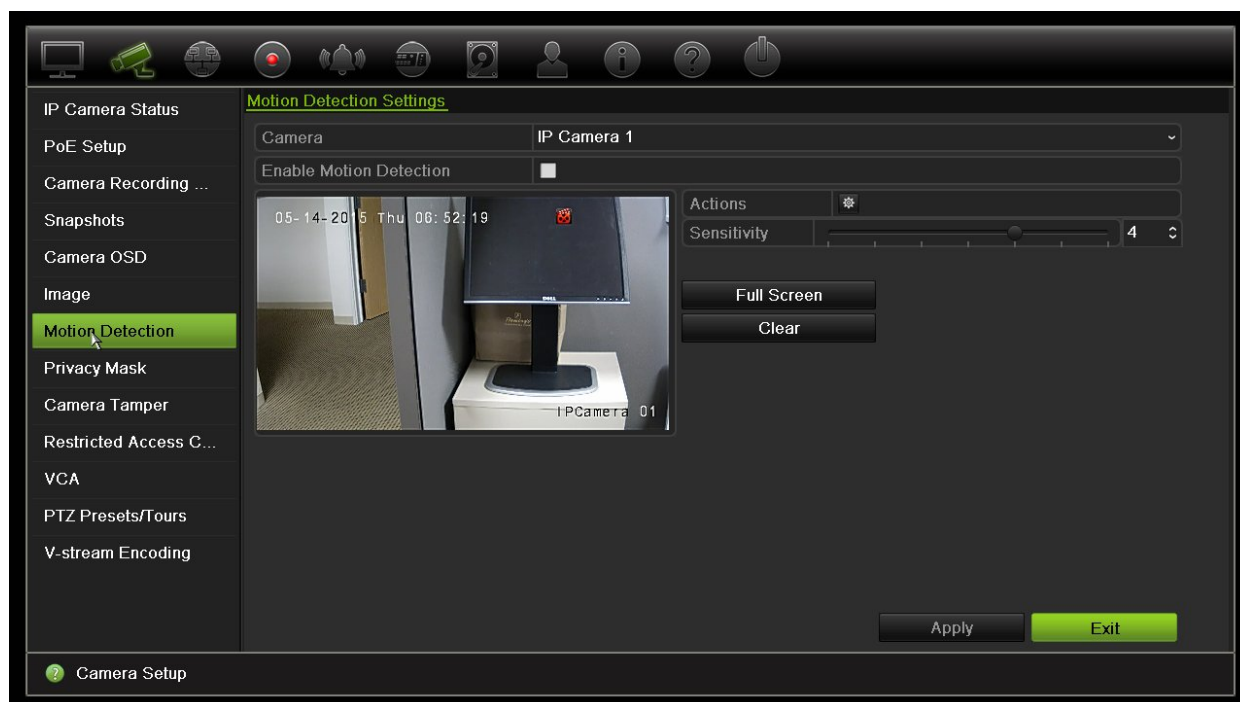 IP Camera Status
PoE Setup
Camera Recording ...
Snapshots
Camera OSD
Image
Motion Detection
Privacy Mask
Camera Tamper
Restricted Access C...
VCA
PTZ Presets/Tours
V-stream Encoding
Motion Detection Settings
Camera IP Camera 1
Enable Motion Detection
05-14-2015 Thu 06:52:19
DELL
IPCamera 01
Actions
Sensitivity 4
Full Screen
Clear
Apply Exit
Camera Setup